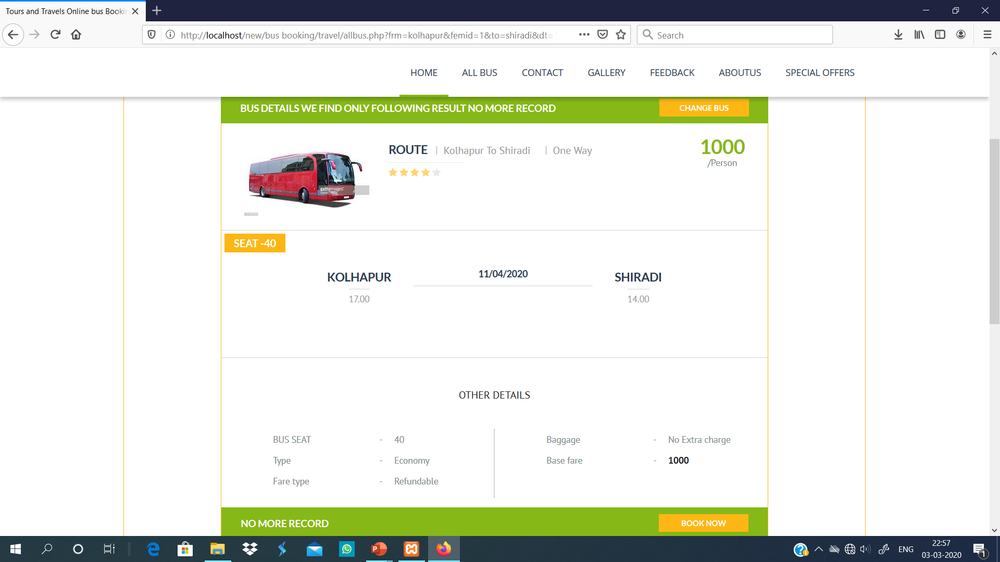 Tours and Travels Online bus Bookin
http://localhost/new/bus booking/travel/allbus.php?frm=kolhapur&femid=1&to=shiradi&dt=
Search
HOME ALL BUS CONTACT GALLERY FEEDBACK ABOUTUS SPECIAL OFFERS
BUS DETAILS WE FIND ONLY FOLLOWING RESULT NO MORE RECORD CHANGE BUS
ROUTE Kolhapur To Shiradi One Way
1000
/Person
gettyimages
SEAT -40
KOLHAPUR 11/04/2020 SHIRADI
17.00 14.00
OTHER DETAILS
BUS SEAT - 40 Baggage - No Extra charge
Type - Economy Base fare - 1000
Fare type - Refundable
NO MORE RECORD BOOK NOW
ENG
22:57
03-03-2020
1